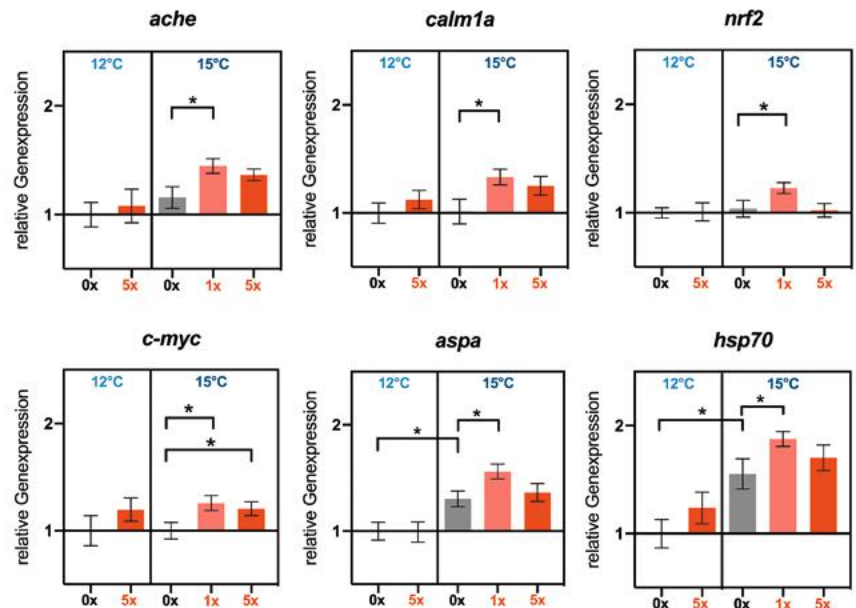 ache
relative Genexpression
12°C 15°C
*
2
1
0x 5x 0x 1x 5x
calm1a
relative Genexpression
12°C 15°C
*
2
1
0x 5x 0x 1x 5x
nrf2
relative Genexpression
12°C 15°C
*
2
1
0x 5x 0x 1x 5x
c-myc
relative Genexpression
12°C 15°C
*
2
*
1
0x 5x 0x 1x 5x
aspa
relative Genexpression
12°C 15°C
*
2
*
1
0x 5x 0x 1x 5x
hsp70
relative Genexpression
12°C 15°C
*
*
2
1
0x 5x 0x 1x 5x